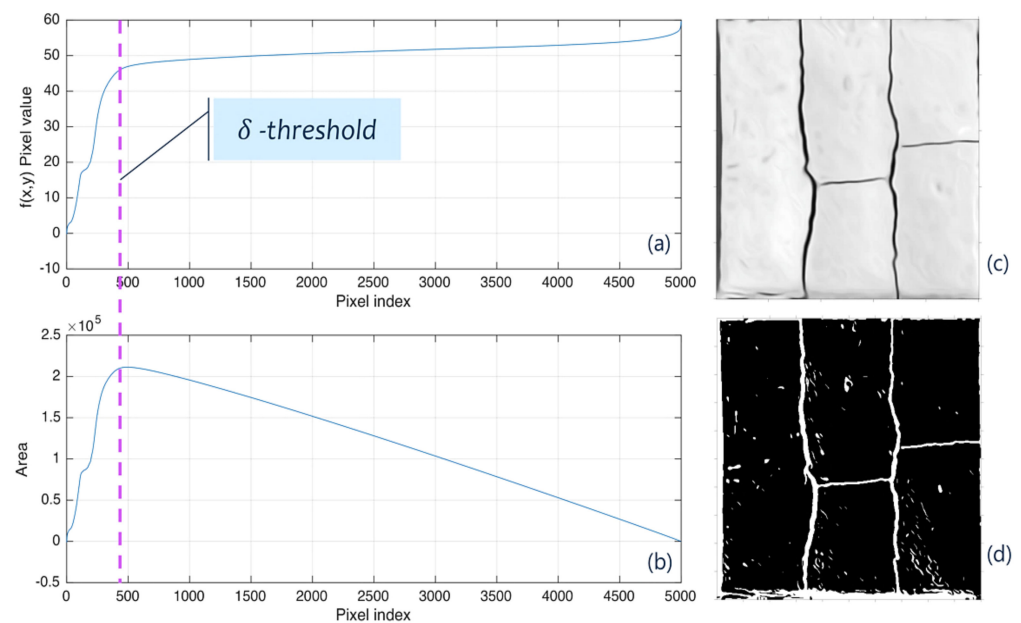 60
50
40
30
20
10
0
-10
f(x,y) Pixel value
δ -threshold
(a)
0 500 1000 1500 2000 2500 3000 3500 4000 4500 5000
Pixel index
×10⁵
2.5
2
1.5
1
0.5
0
-0.5
Area
(b)
0 500 1000 1500 2000 2500 3000 3500 4000 4500 5000
Pixel index
(c)
(d)